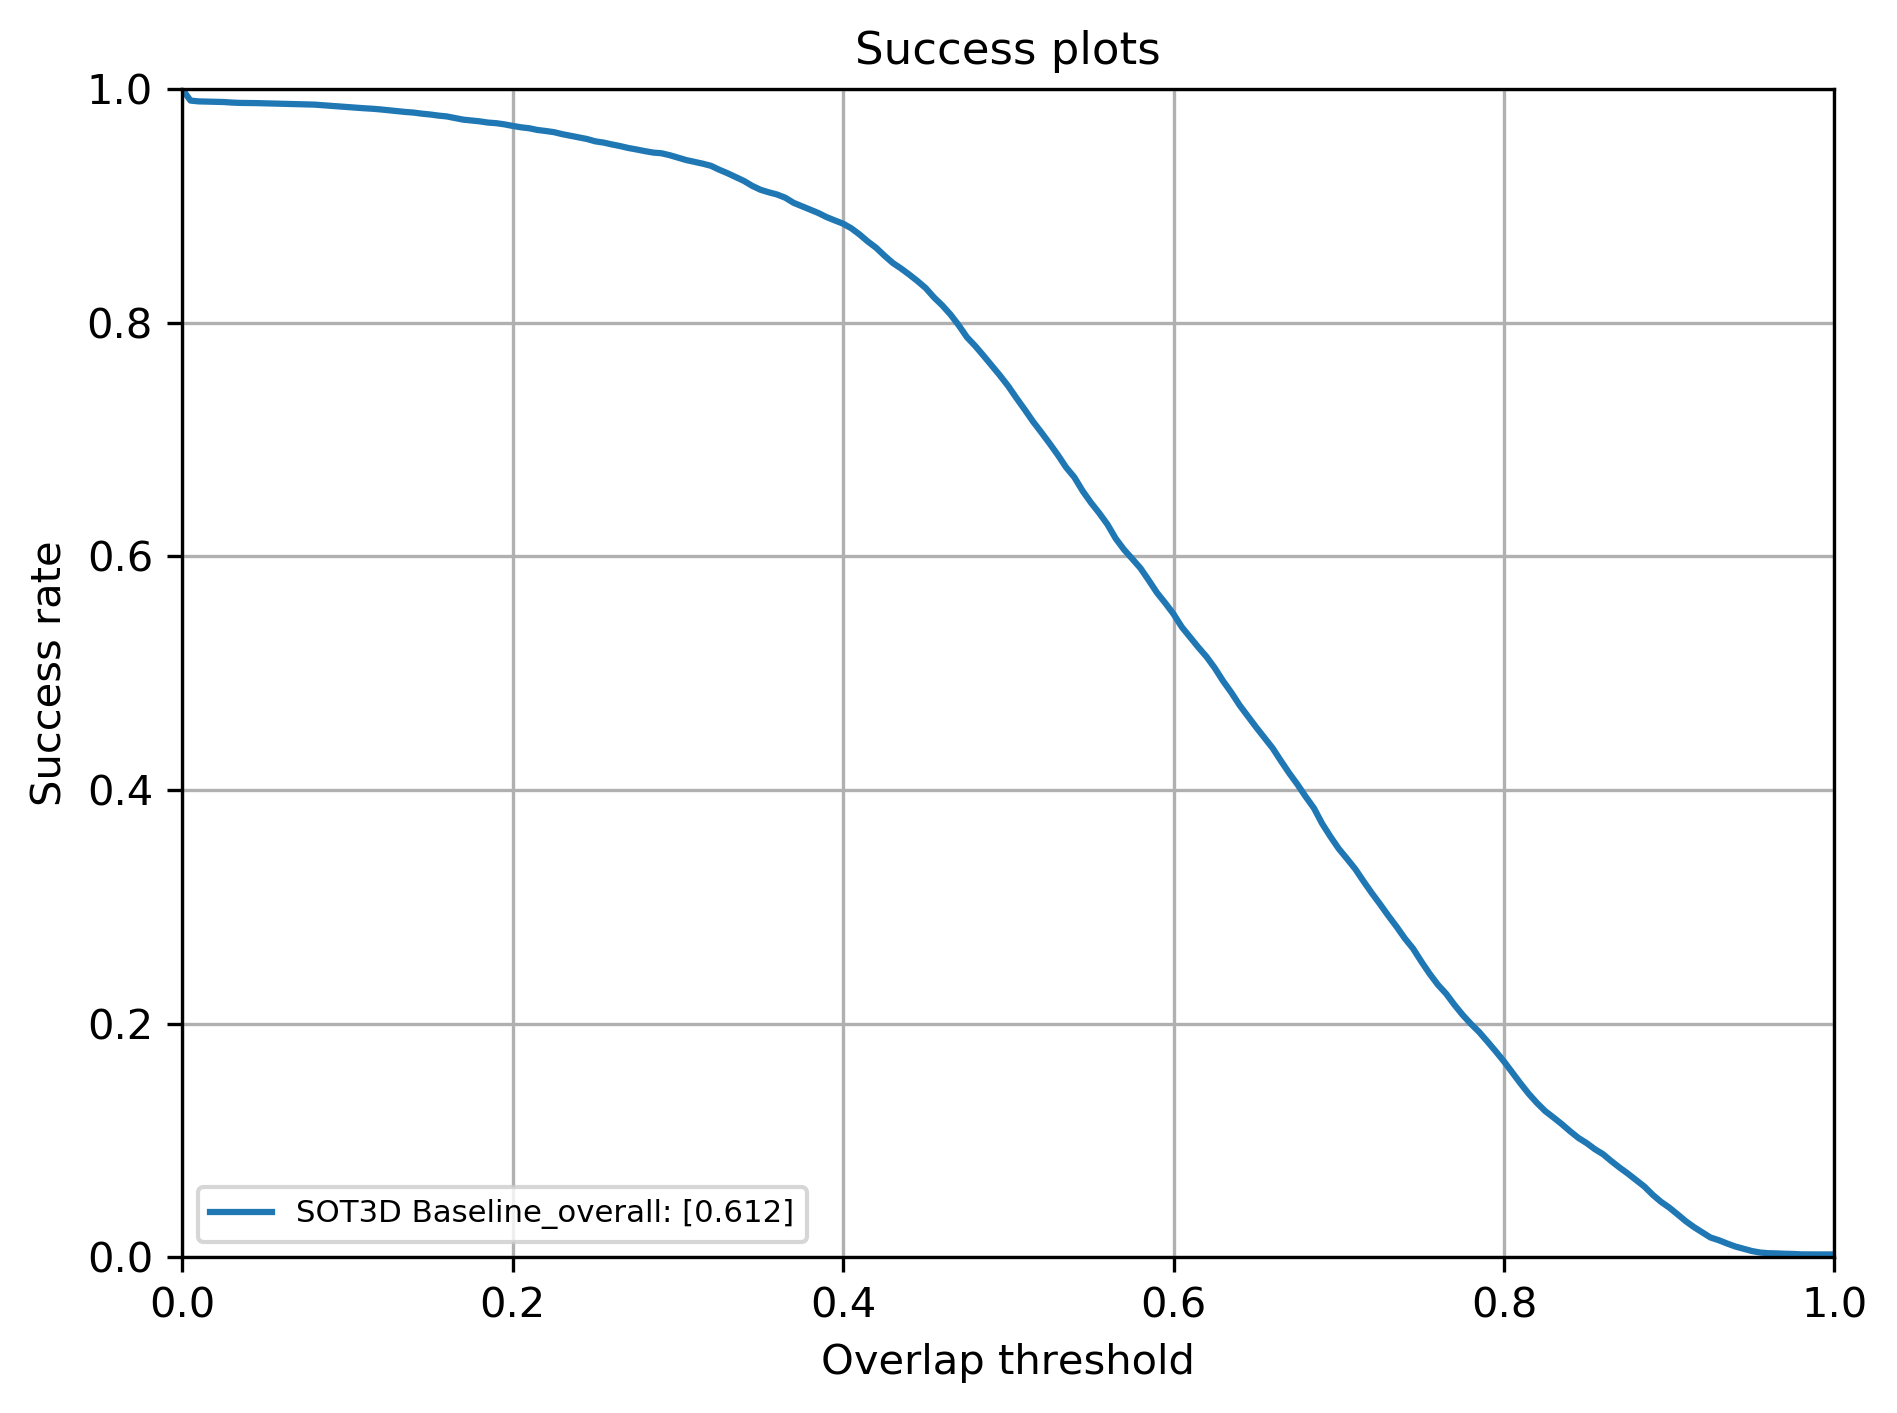 Success plots
1.0
0.8
0.6
0.4
0.2
0.0
Success rate
SOT3D Baseline_overall: [0.612]
0.0 0.2 0.4 0.6 0.8 1.0
Overlap threshold